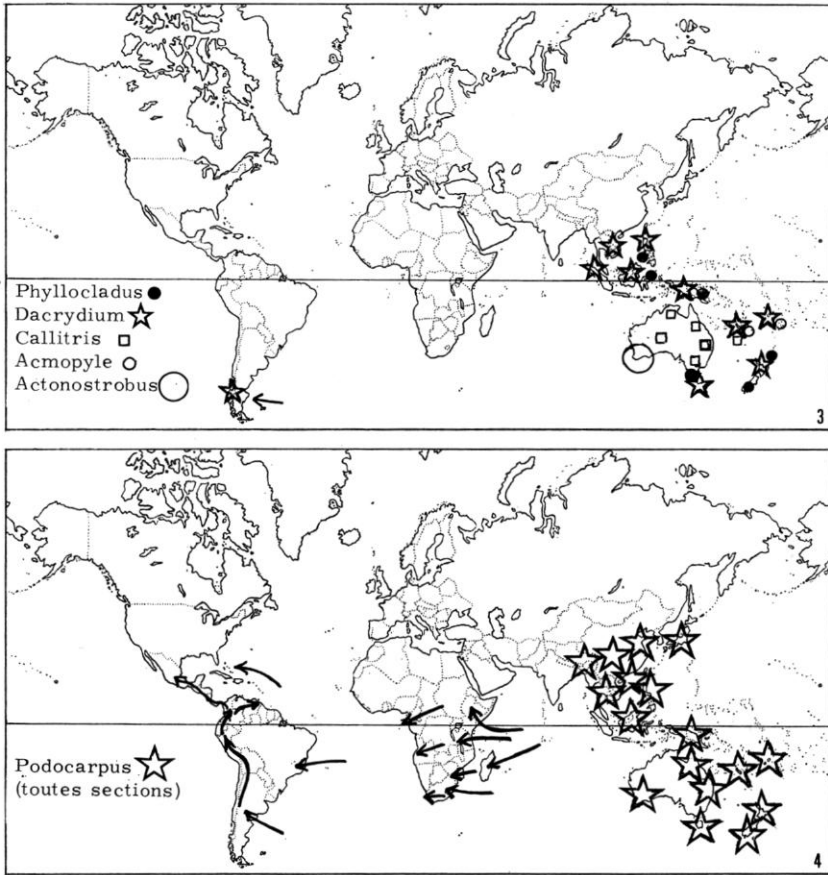 Phyllocladus
Dacrydium
Callitris
Acmopyle
Actonostrobus
3
Podocarpus
(toutes sections)
4